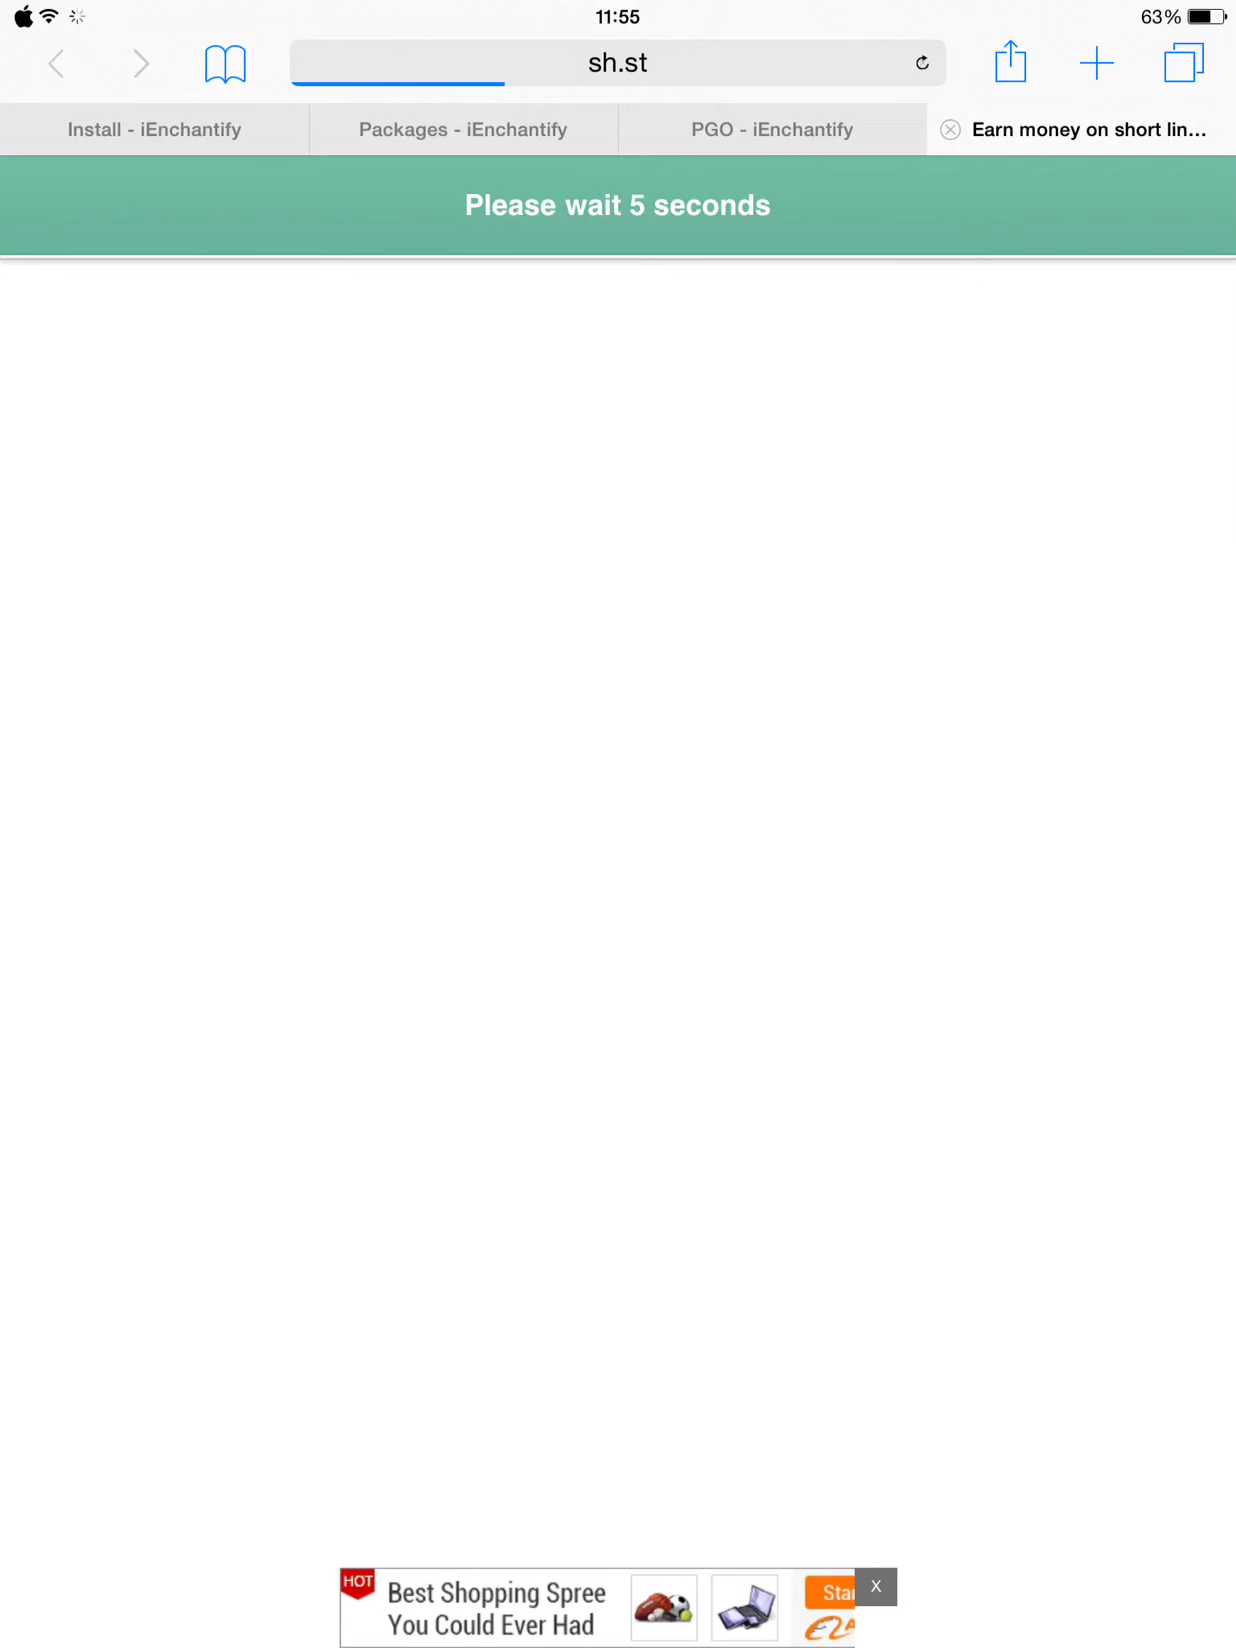 11:55
63%
sh.st
Install - iEnchantify
Packages - iEnchantify
PGO - iEnchantify
Earn money on short lin...
Please wait 5 seconds
HOT
Best Shopping Spree
You Could Ever Had
Star
X